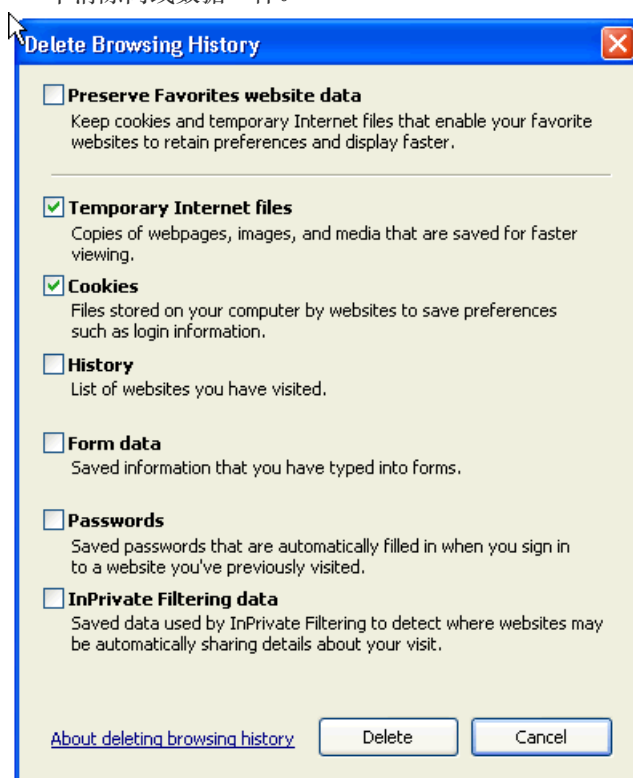 Delete Browsing History
Preserve Favorites website data
Keep cookies and temporary Internet files that enable your favorite
websites to retain preferences and display faster.
Temporary Internet files
Copies of webpages, images, and media that are saved for faster
viewing.
Cookies
Files stored on your computer by websites to save preferences
such as login information.
History
List of websites you have visited.
Form data
Saved information that you have typed into forms.
Passwords
Saved passwords that are automatically filled in when you sign in
to a website you've previously visited.
InPrivate Filtering data
Saved data used by InPrivate Filtering to detect where websites may
be automatically sharing details about your visit.
About deleting browsing history Delete Cancel